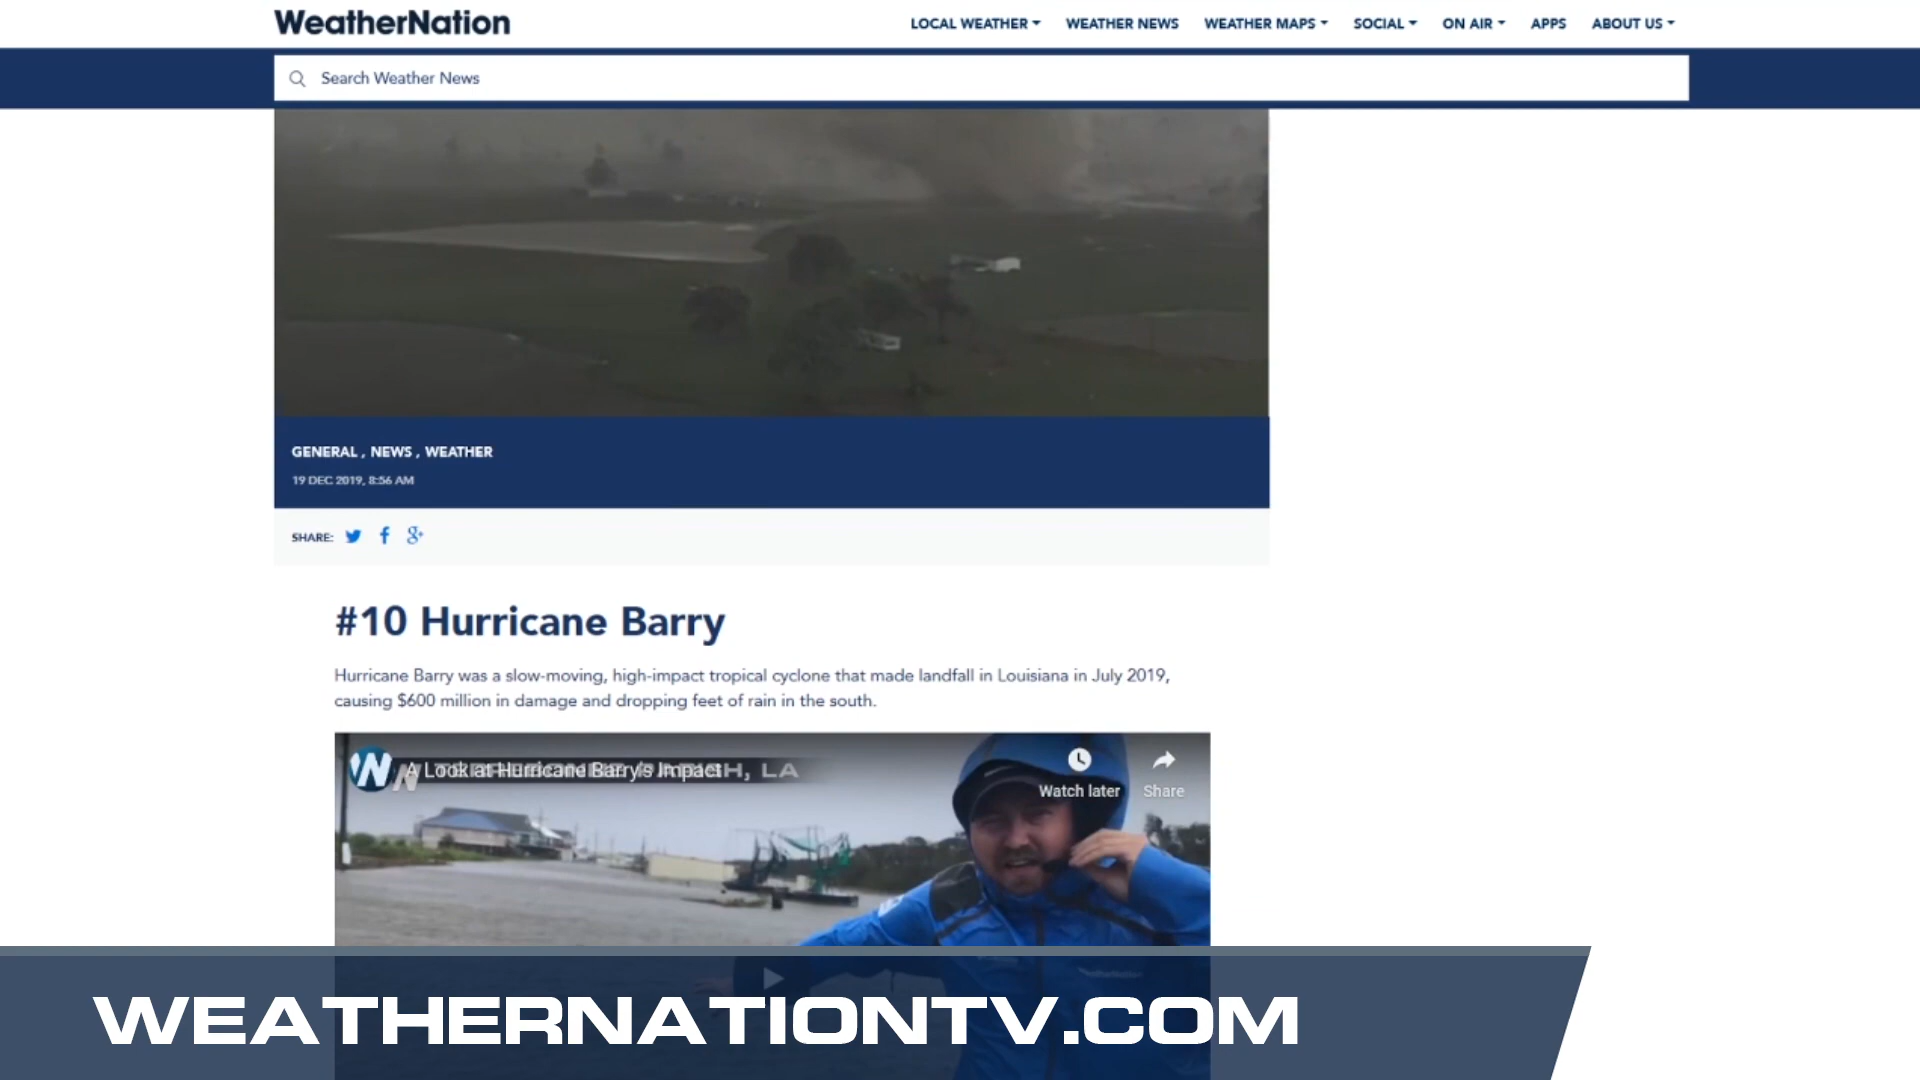 WeatherNation
LOCAL WEATHER WEATHER NEWS WEATHER MAPS SOCIAL ON AIR APPS ABOUT US
Search Weather News
GENERAL , NEWS , WEATHER
19 DEC 2019, 8:56 AM
SHARE:
#10 Hurricane Barry
Hurricane Barry was a slow-moving, high-impact tropical cyclone that made landfall in Louisiana in July 2019,
causing $600 million in damage and dropping feet of rain in the south.
A Look at Hurricane Barry's Impact
Watch later Share
WEATHERNATIONTV.COM